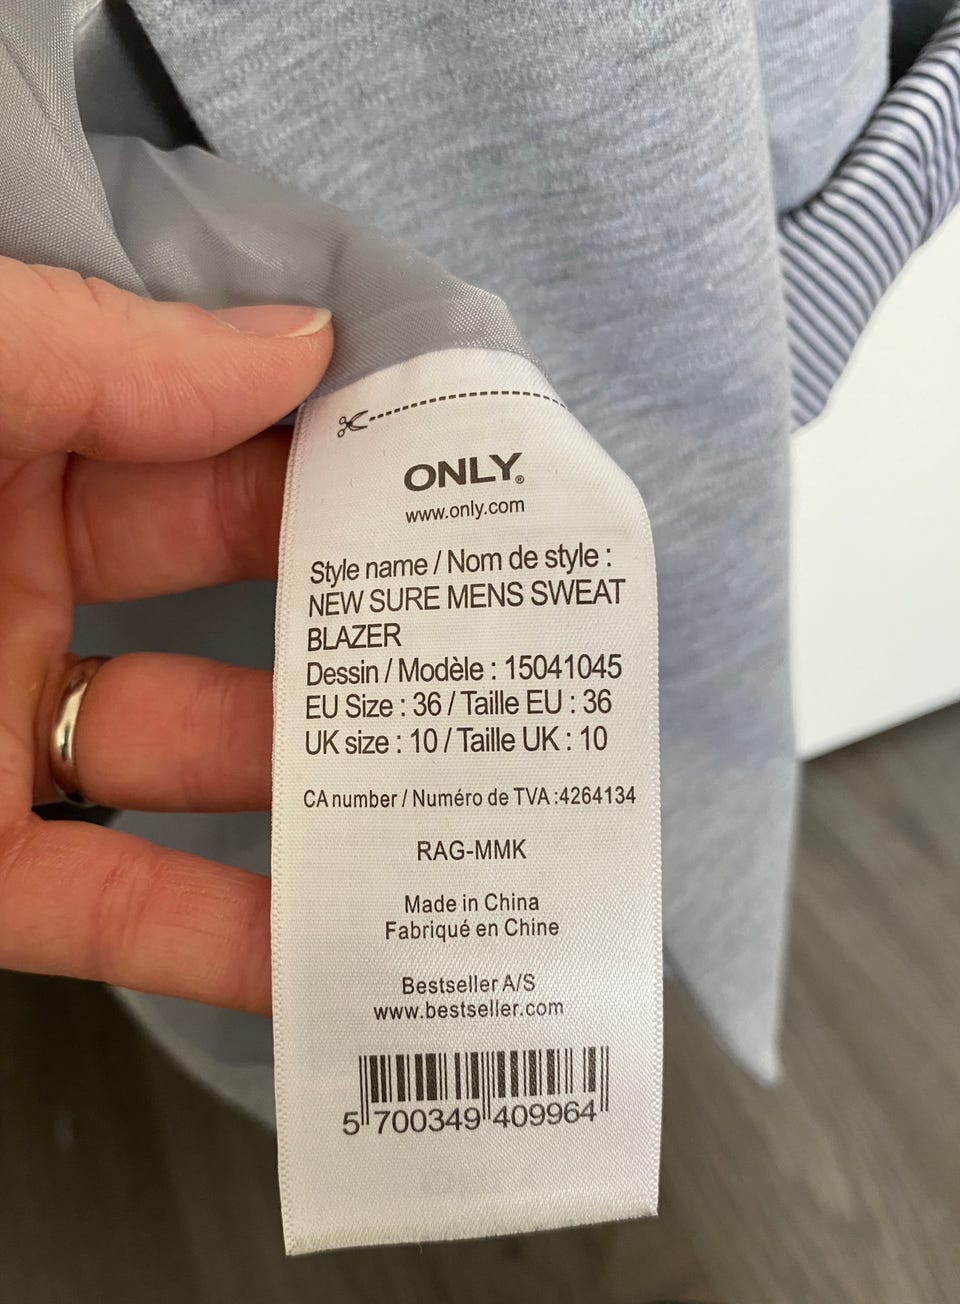 ONLY®
www.only.com
Style name / Nom de style :
NEW SURE MENS SWEAT
BLAZER
Dessin / Modèle : 15041045
EU Size : 36 / Taille EU : 36
UK size : 10 / Taille UK : 10
CA number / Numéro de TVA :4264134
RAG-MMK
Made in China
Fabriqué en Chine
Bestseller A/S
www.bestseller.com
5 700349 409964